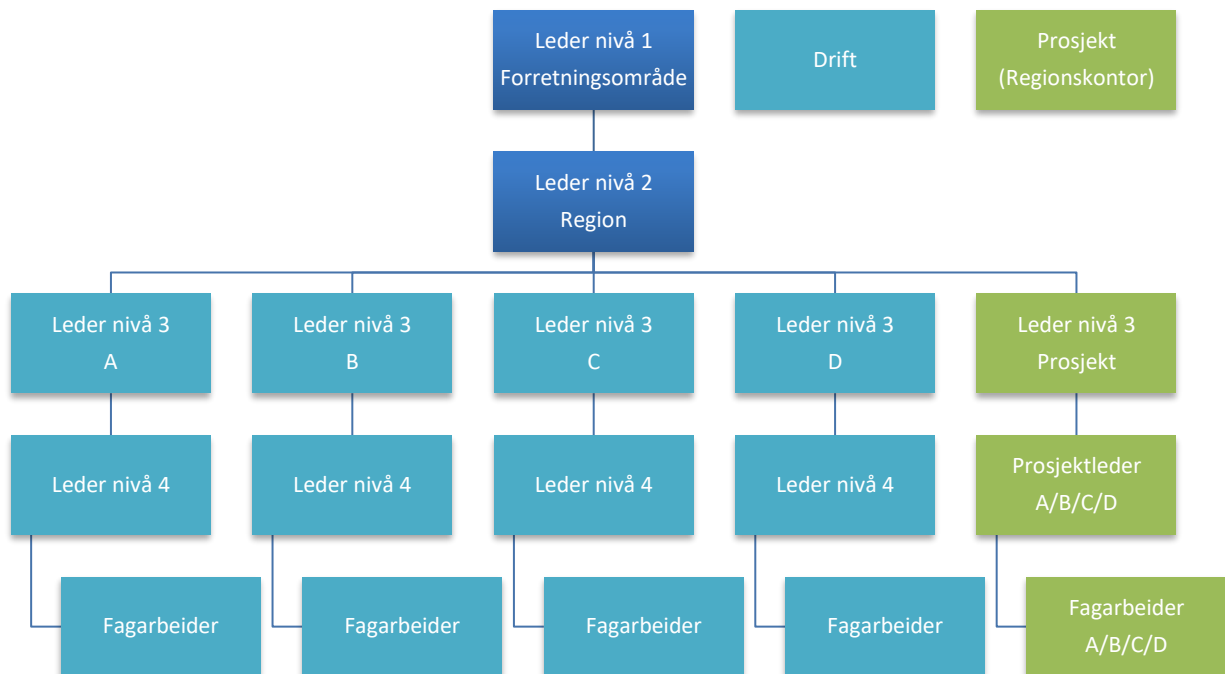 Leder nivå 1
Forretningsområde
Drift
Prosjekt
(Regionskontor)
Leder nivå 2
Region
Leder nivå 3
A
Leder nivå 3
B
Leder nivå 3
C
Leder nivå 3
D
Leder nivå 3
Prosjekt
Leder nivå 4
Leder nivå 4
Leder nivå 4
Leder nivå 4
Prosjektleder
A/B/C/D
Fagarbeider
Fagarbeider
Fagarbeider
Fagarbeider
Fagarbeider
A/B/C/D